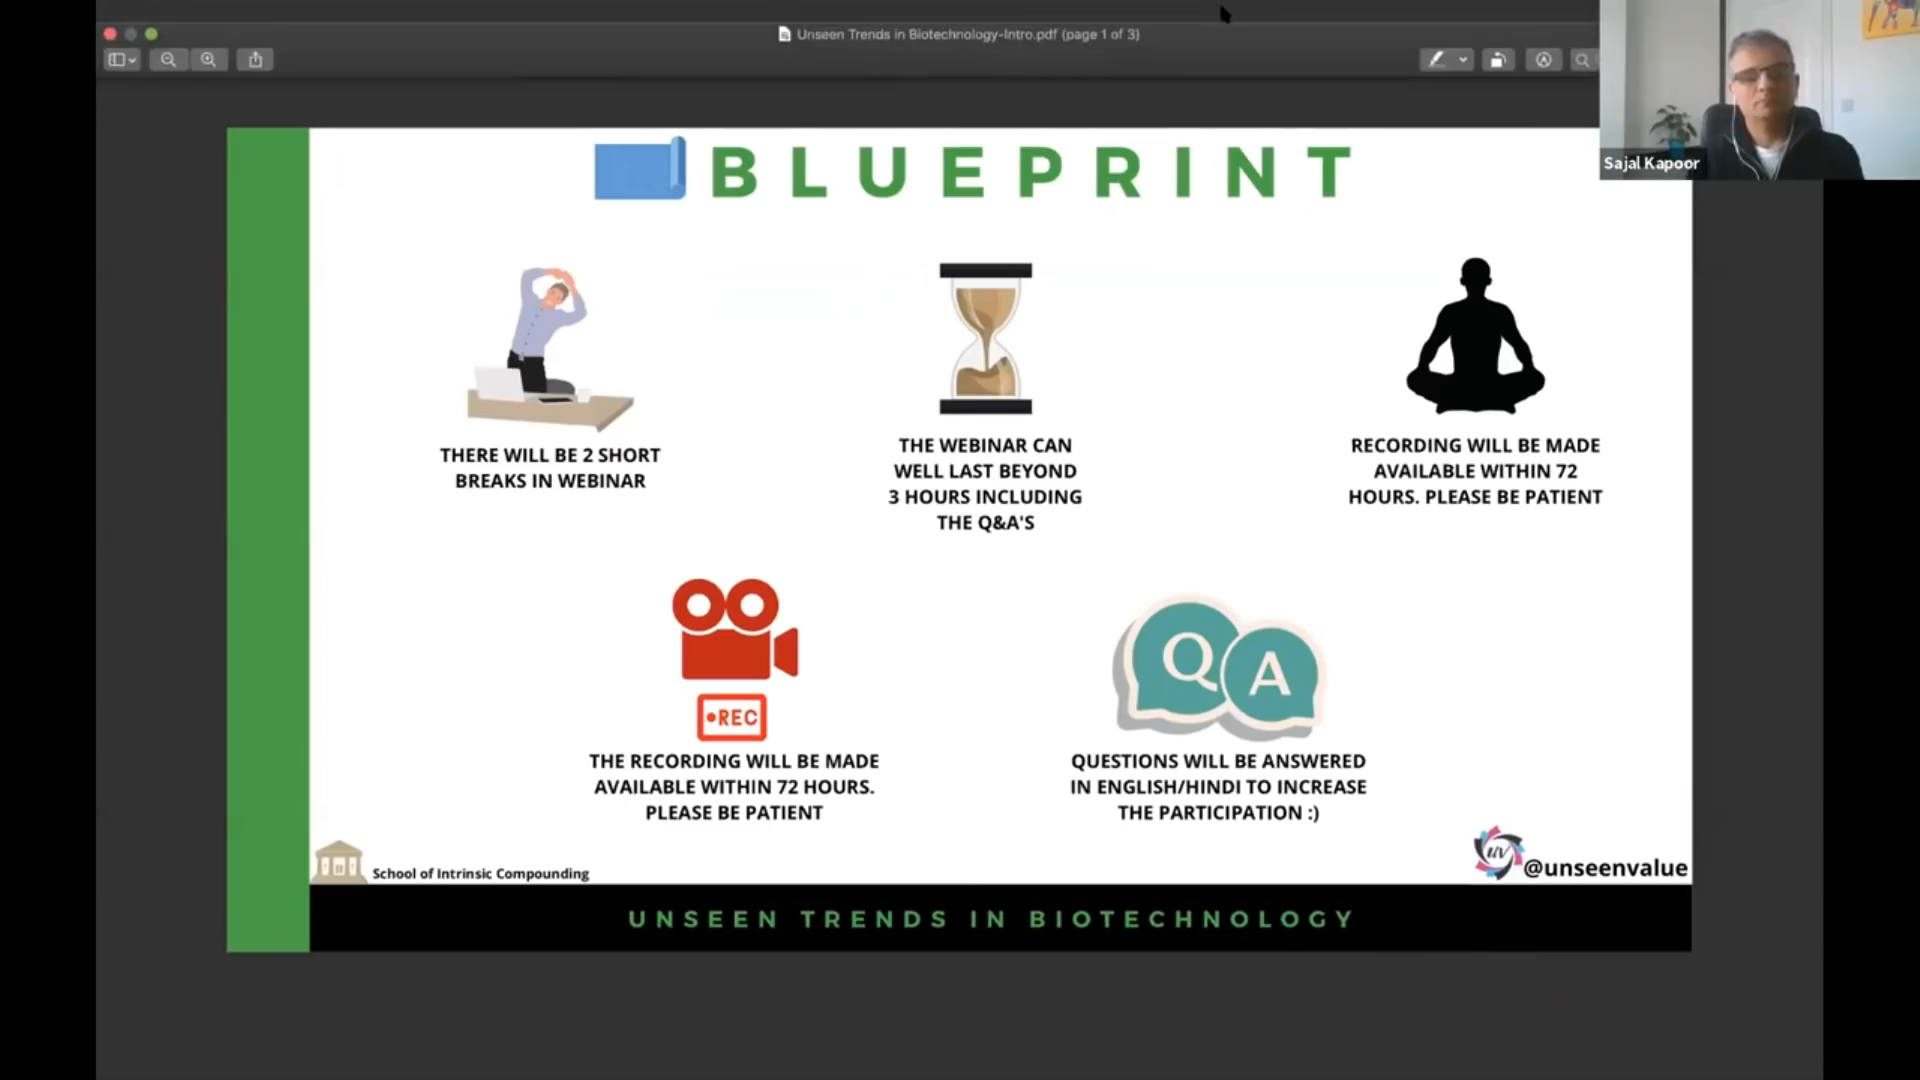 Unseen Trends in Biotechnology-Intro.pdf (page 1 of 3)
Sajal Kapoor
BLUEPRINT
THERE WILL BE 2 SHORT
BREAKS IN WEBINAR
THE WEBINAR CAN
WELL LAST BEYOND
3 HOURS INCLUDING
THE Q&A'S
RECORDING WILL BE MADE
AVAILABLE WITHIN 72
HOURS. PLEASE BE PATIENT
REC
THE RECORDING WILL BE MADE
AVAILABLE WITHIN 72 HOURS.
PLEASE BE PATIENT
Q A
QUESTIONS WILL BE ANSWERED
IN ENGLISH/HINDI TO INCREASE
THE PARTICIPATION :)
School of Intrinsic Compounding
UV
@unseenvalue
UNSEEN TRENDS IN BIOTECHNOLOGY